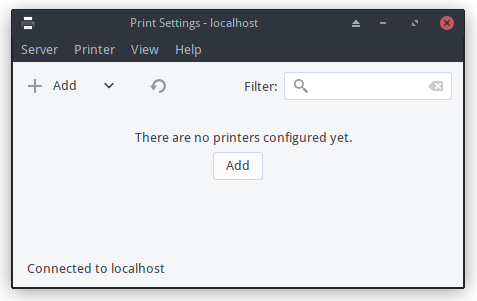 Print Settings - localhost
Server Printer View Help
Add Filter:
There are no printers configured yet.
Add
Connected to localhost